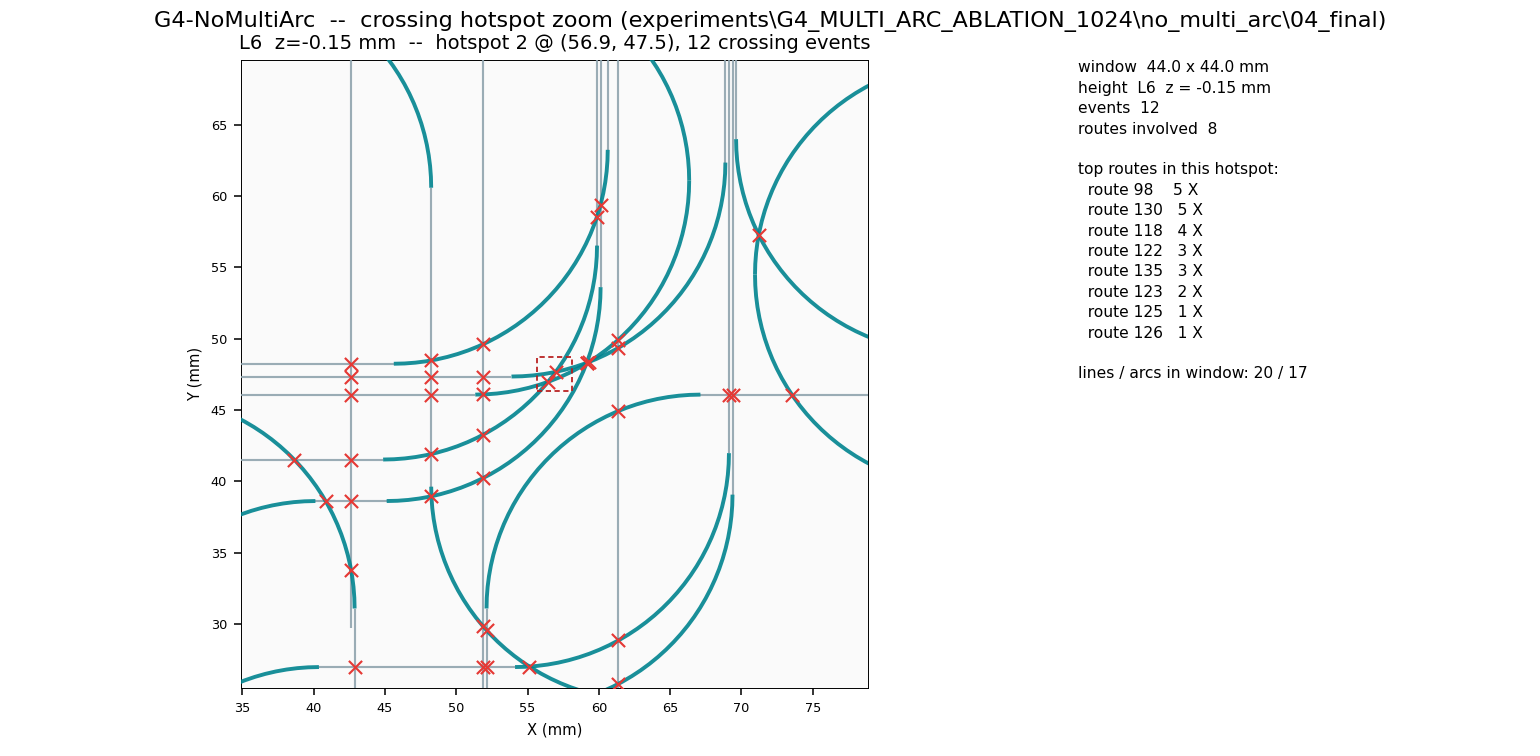 G4-NoMultiArc -- crossing hotspot zoom (experiments\G4_MULTI_ARC_ABLATION_1024\no_multi_arc\04_final)
L6 z=-0.15 mm -- hotspot 2 @ (56.9, 47.5), 12 crossing events
window 44.0 x 44.0 mm
height L6 z = -0.15 mm
events 12
routes involved 8
top routes in this hotspot:
route 98 5 X
route 130 5 X
route 118 4 X
route 122 3 X
route 135 3 X
route 123 2 X
route 125 1 X
route 126 1 X
lines / arcs in window: 20 / 17
65
60
55
50
45
40
35
30
Y (mm)
35 40 45 50 55 60 65 70 75
X (mm)